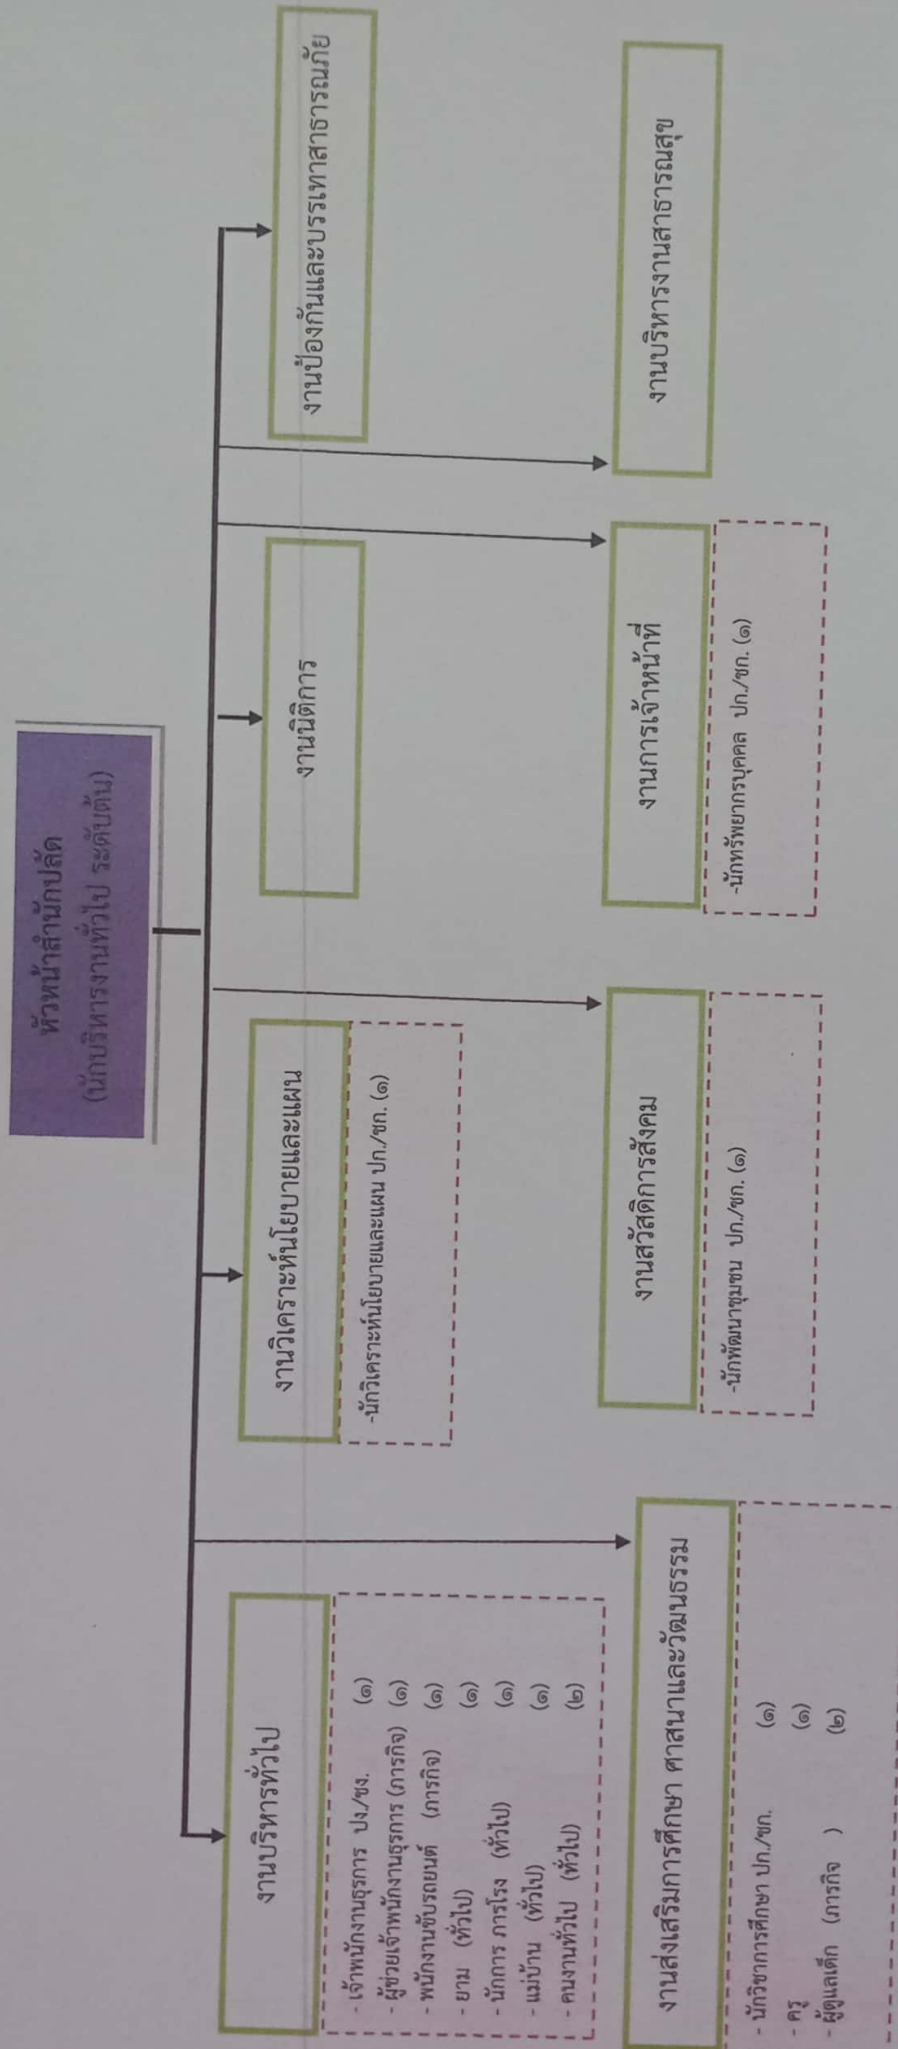 หัวหน้าสำนักปลัด
(นักบริหารงานทั่วไป ระดับต้น)
งานบริหารทั่วไป
- เจ้าพนักงานธุรการ ปง./ชง. (๑)
- ผู้ช่วยเจ้าพนักงานธุรการ (ภารกิจ) (๑)
- พนักงานขับรถยนต์ (ภารกิจ) (๑)
- ยาม (ทั่วไป) (๑)
- นักการ ภารโรง (ทั่วไป) (๑)
- แม่บ้าน (ทั่วไป) (๑)
- คนงานทั่วไป (ทั่วไป) (๒)
งานวิเคราะห์นโยบายและแผน
-นักวิเคราะห์นโยบายและแผน ปก./ชก. (๑)
งานนิติการ
งานป้องกันและบรรเทาสาธารณภัย
งานส่งเสริมการศึกษา ศาสนาและวัฒนธรรม
- นักวิชาการศึกษา ปก./ชก. (๑)
- ครู (๑)
- ผู้ดูแลเด็ก (ภารกิจ ) (๒)
งานสวัสดิการสังคม
-นักพัฒนาชุมชน ปก./ชก. (๑)
งานการเจ้าหน้าที่
-นักทรัพยากรบุคคล ปก./ชก. (๑)
งานบริหารงานสาธารณสุข